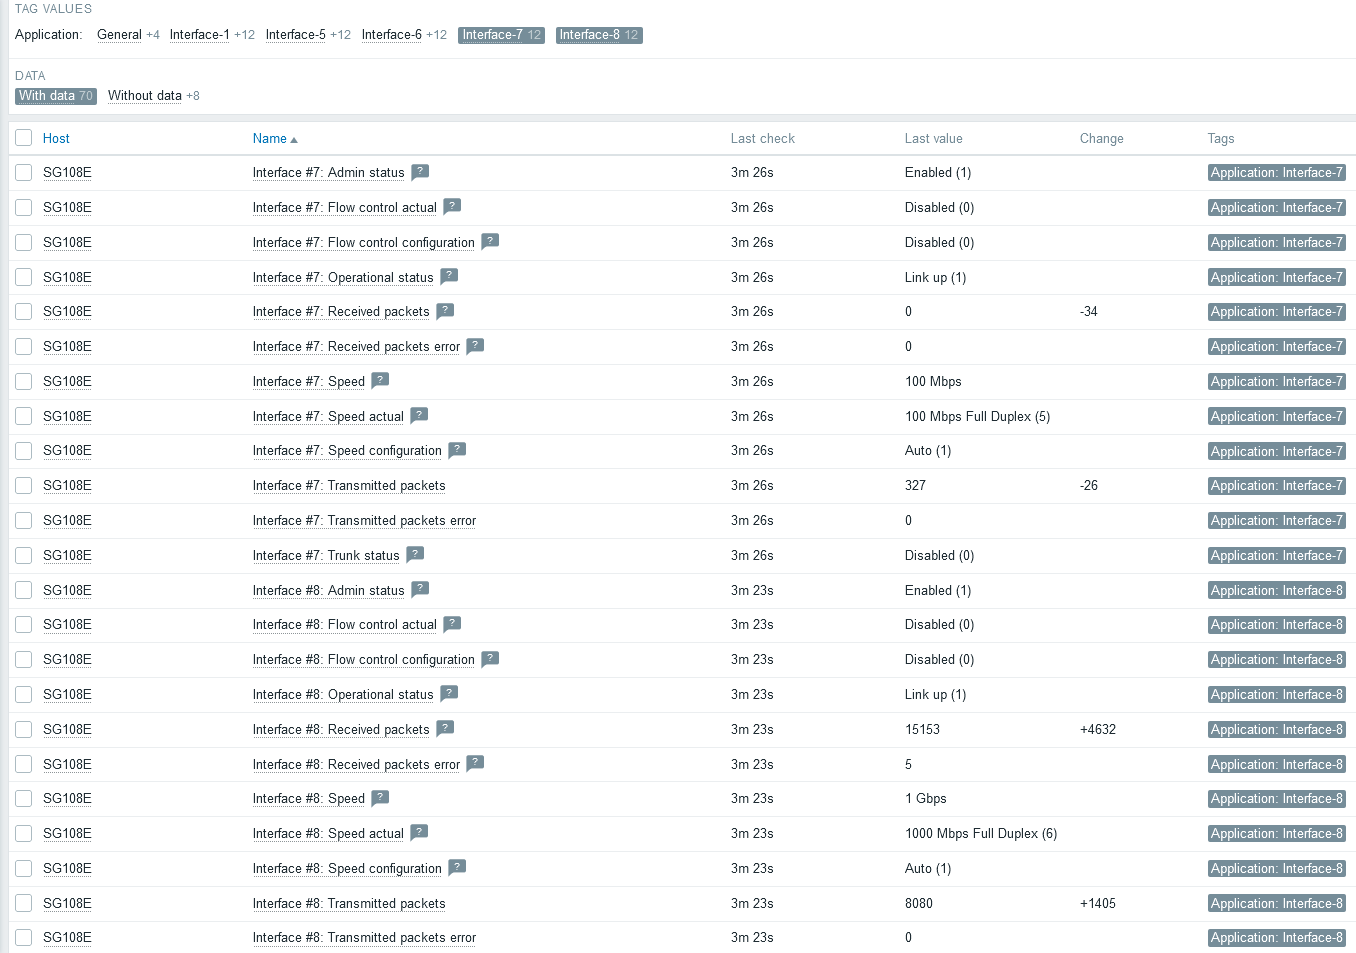 TAG VALUES
Application: General +4 Interface-1 +12 Interface-5 +12 Interface-6 +12 Interface-7 12 Interface-8 12
DATA
With data 70 Without data +8
Host Name Last check Last value Change Tags
SG108E Interface #7: Admin status ? 3m 26s Enabled (1) Application: Interface-7
SG108E Interface #7: Flow control actual ? 3m 26s Disabled (0) Application: Interface-7
SG108E Interface #7: Flow control configuration ? 3m 26s Disabled (0) Application: Interface-7
SG108E Interface #7: Operational status ? 3m 26s Link up (1) Application: Interface-7
SG108E Interface #7: Received packets ? 3m 26s 0 -34 Application: Interface-7
SG108E Interface #7: Received packets error ? 3m 26s 0 Application: Interface-7
SG108E Interface #7: Speed ? 3m 26s 100 Mbps Application: Interface-7
SG108E Interface #7: Speed actual ? 3m 26s 100 Mbps Full Duplex (5) Application: Interface-7
SG108E Interface #7: Speed configuration ? 3m 26s Auto (1) Application: Interface-7
SG108E Interface #7: Transmitted packets 3m 26s 327 -26 Application: Interface-7
SG108E Interface #7: Transmitted packets error 3m 26s 0 Application: Interface-7
SG108E Interface #7: Trunk status ? 3m 26s Disabled (0) Application: Interface-7
SG108E Interface #8: Admin status ? 3m 23s Enabled (1) Application: Interface-8
SG108E Interface #8: Flow control actual ? 3m 23s Disabled (0) Application: Interface-8
SG108E Interface #8: Flow control configuration ? 3m 23s Disabled (0) Application: Interface-8
SG108E Interface #8: Operational status ? 3m 23s Link up (1) Application: Interface-8
SG108E Interface #8: Received packets ? 3m 23s 15153 +4632 Application: Interface-8
SG108E Interface #8: Received packets error ? 3m 23s 5 Application: Interface-8
SG108E Interface #8: Speed ? 3m 23s 1 Gbps Application: Interface-8
SG108E Interface #8: Speed actual ? 3m 23s 1000 Mbps Full Duplex (6) Application: Interface-8
SG108E Interface #8: Speed configuration ? 3m 23s Auto (1) Application: Interface-8
SG108E Interface #8: Transmitted packets 3m 23s 8080 +1405 Application: Interface-8
SG108E Interface #8: Transmitted packets error 3m 23s 0 Application: Interface-8